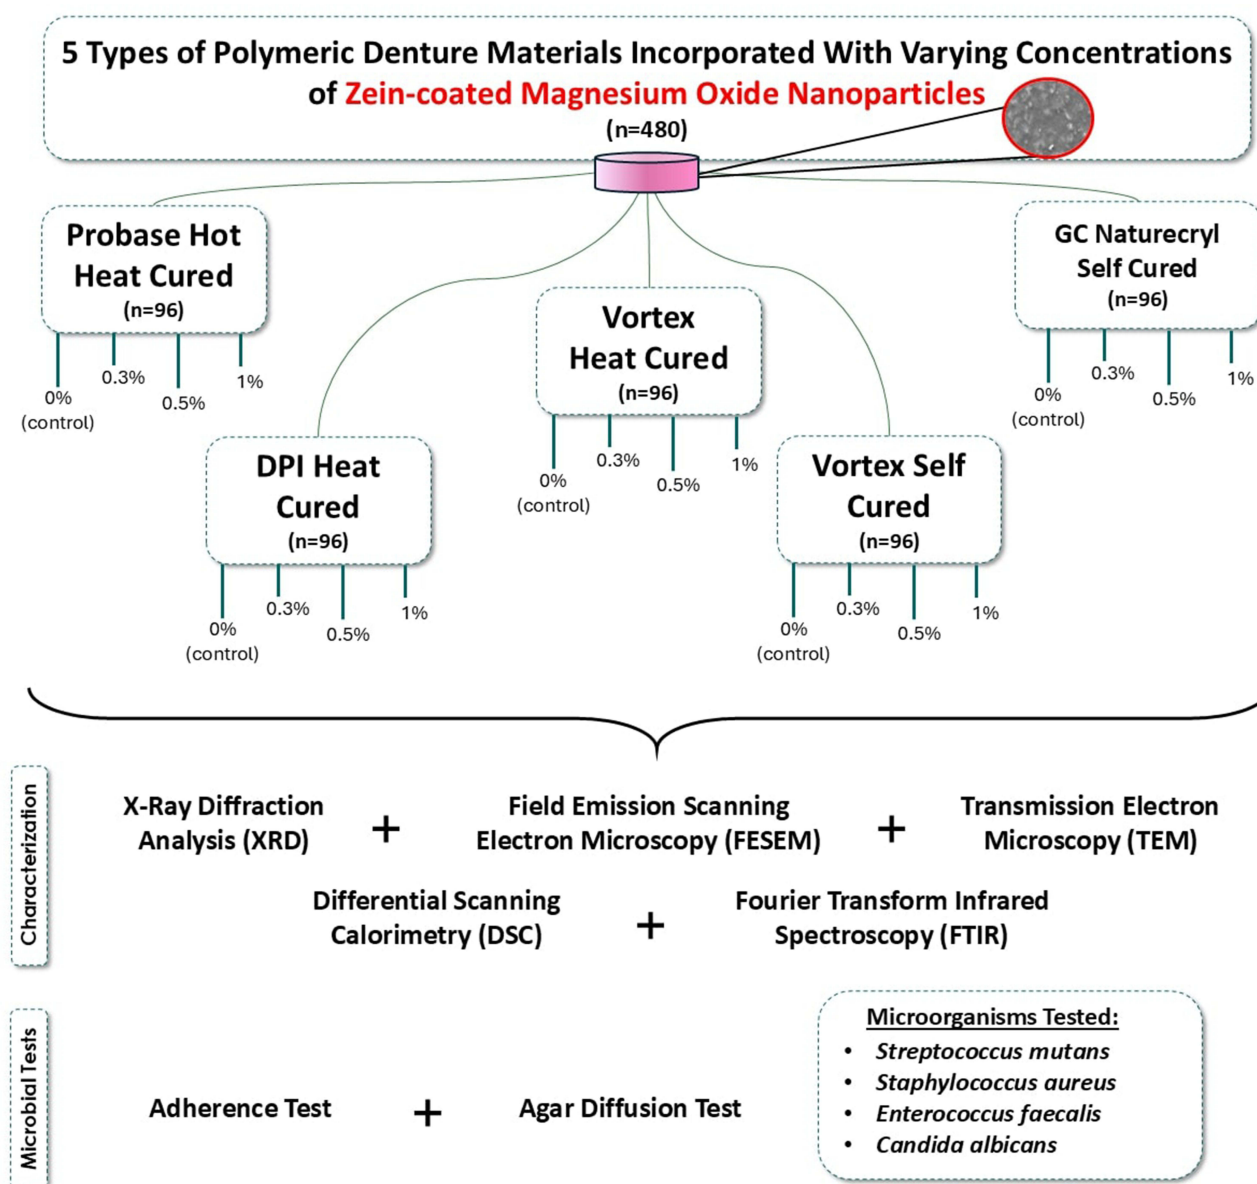 5 Types of Polymeric Denture Materials Incorporated With Varying Concentrations
of Zein-coated Magnesium Oxide Nanoparticles
(n=480)
Probase Hot
Heat Cured
(n=96)
0%
(control)
0.3%
0.5%
1%
DPI Heat
Cured
(n=96)
0%
(control)
0.3%
0.5%
1%
Vortex
Heat Cured
(n=96)
0%
(control)
0.3%
0.5%
1%
Vortex Self
Cured
(n=96)
0%
(control)
0.3%
0.5%
1%
GC Naturecryl
Self Cured
(n=96)
0%
(control)
0.3%
0.5%
1%
Characterization
X-Ray Diffraction
Analysis (XRD)
+
Field Emission Scanning
Electron Microscopy (FESEM)
+
Transmission Electron
Microscopy (TEM)
Differential Scanning
Calorimetry (DSC)
+
Fourier Transform Infrared
Spectroscopy (FTIR)
Microbial Tests
Adherence Test
+
Agar Diffusion Test
Microorganisms Tested:
• Streptococcus mutans
• Staphylococcus aureus
• Enterococcus faecalis
• Candida albicans